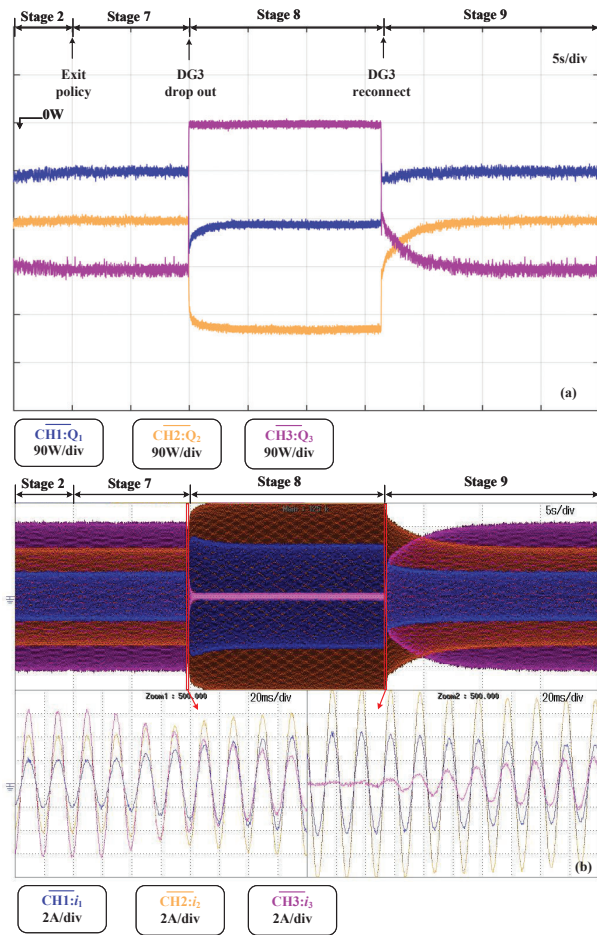 Stage 2 Stage 7 Stage 8 Stage 9
Exit policy
DG3 drop out
DG3 reconnect
5s/div
0W
(a)
CH1:Q1
90W/div
CH2:Q2
90W/div
CH3:Q3
90W/div
Stage 2 Stage 7 Stage 8 Stage 9
5s/div
Zoom1 : 500.000 20ms/div Zoom2 : 500.000 20ms/div
(b)
CH1:i1
2A/div
CH2:i2
2A/div
CH3:i3
2A/div